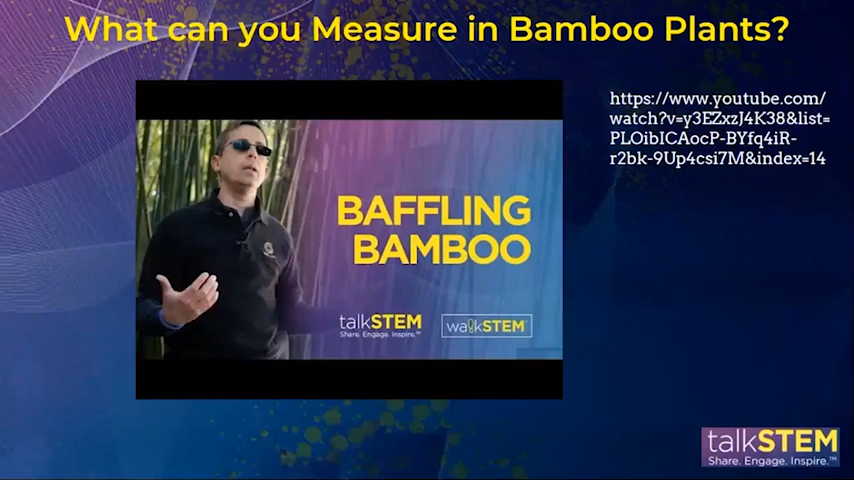 What can you Measure in Bamboo Plants?
https://www.youtube.com/
watch?v=y3EZxzJ4K38&list=
PLOibICAocP-BYfq4iR-
r2bk-9Up4csi7M&index=14
BAFFLING
BAMBOO
talkSTEM
Share. Engage. Inspire.™
walkSTEM
talkSTEM
Share. Engage. Inspire.™